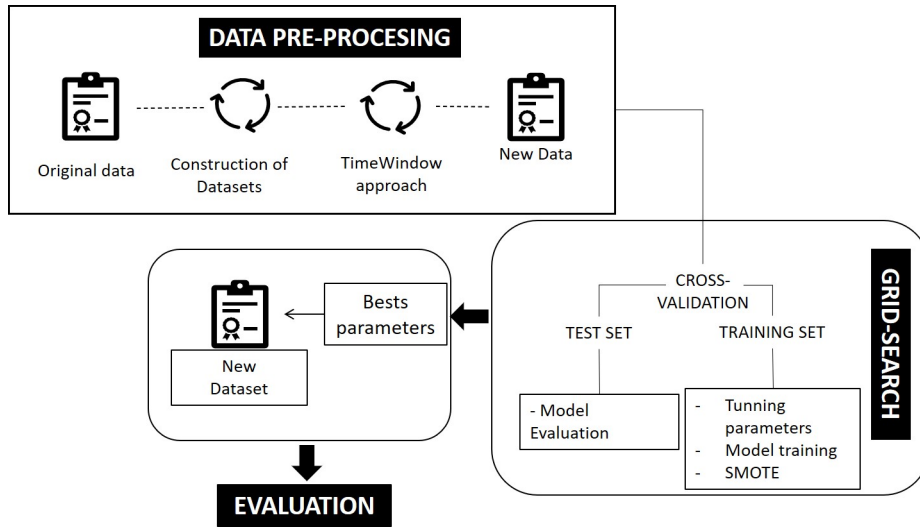 DATA PRE-PROCESING
Original data
Construction of
Datasets
TimeWindow
approach
New Data
CROSS-
VALIDATION
TEST SET
TRAINING SET
- Model
Evaluation
- Tunning
parameters
- Model training
- SMOTE
GRID-SEARCH
Bests
parameters
New
Dataset
EVALUATION